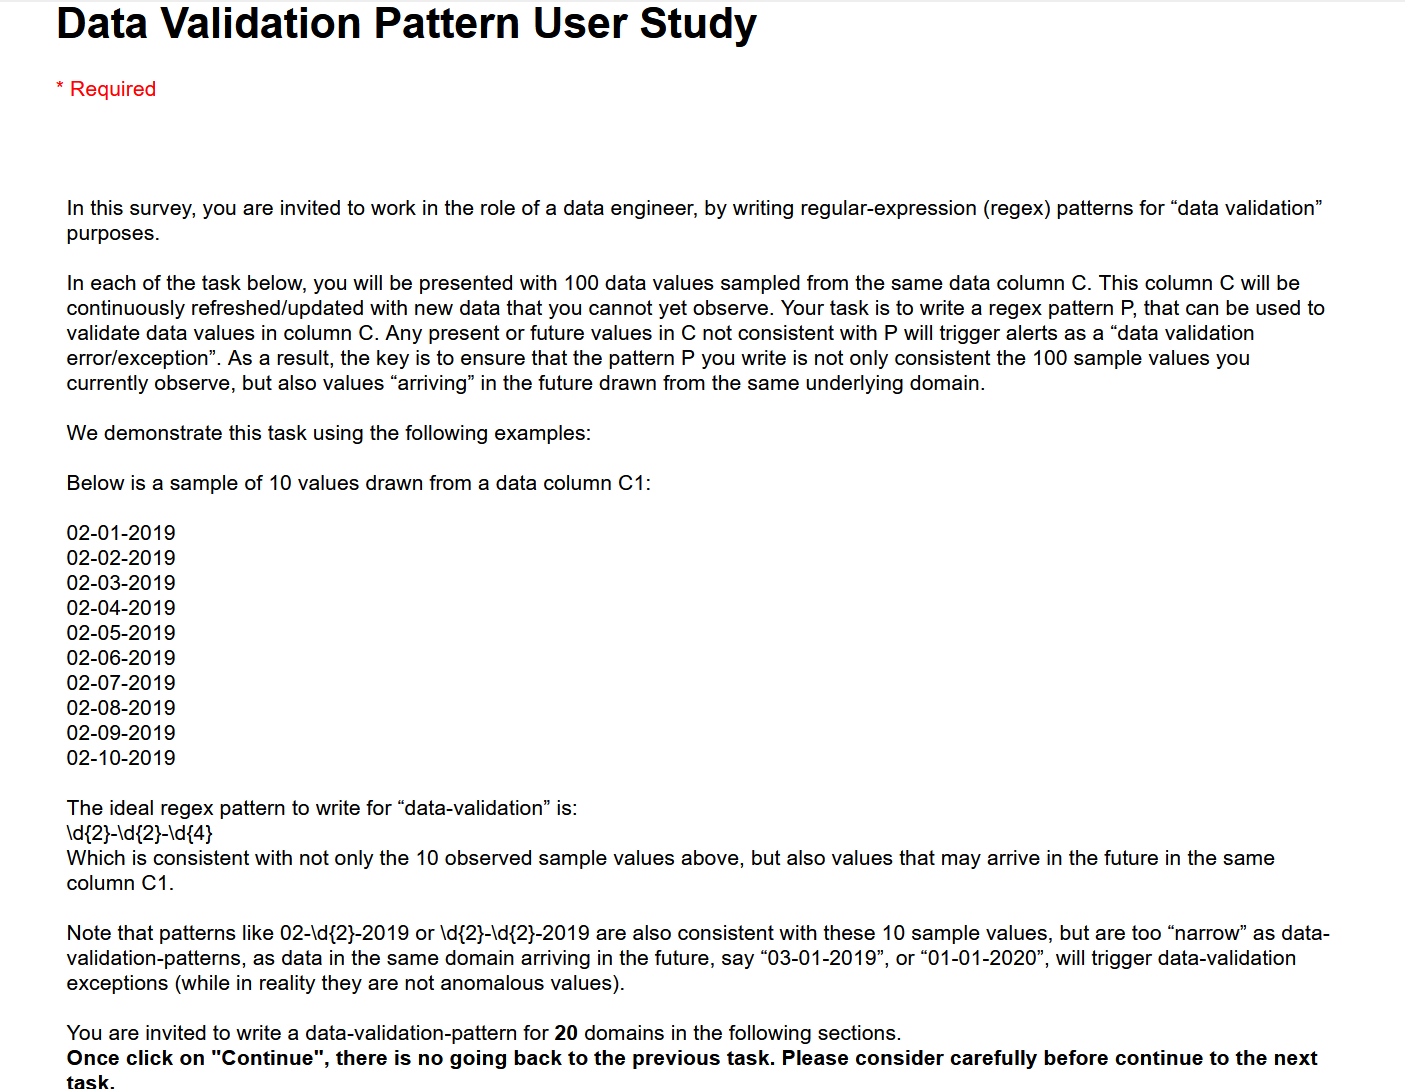 Data Validation Pattern User Study
* Required
In this survey, you are invited to work in the role of a data engineer, by writing regular-expression (regex) patterns for “data validation”
purposes.
In each of the task below, you will be presented with 100 data values sampled from the same data column C. This column C will be
continuously refreshed/updated with new data that you cannot yet observe. Your task is to write a regex pattern P, that can be used to
validate data values in column C. Any present or future values in C not consistent with P will trigger alerts as a “data validation
error/exception”. As a result, the key is to ensure that the pattern P you write is not only consistent the 100 sample values you
currently observe, but also values “arriving” in the future drawn from the same underlying domain.
We demonstrate this task using the following examples:
Below is a sample of 10 values drawn from a data column C1:
02-01-2019
02-02-2019
02-03-2019
02-04-2019
02-05-2019
02-06-2019
02-07-2019
02-08-2019
02-09-2019
02-10-2019
The ideal regex pattern to write for “data-validation” is:
\d{2}-\d{2}-\d{4}
Which is consistent with not only the 10 observed sample values above, but also values that may arrive in the future in the same
column C1.
Note that patterns like 02-\d{2}-2019 or \d{2}-\d{2}-2019 are also consistent with these 10 sample values, but are too “narrow” as data-
validation-patterns, as data in the same domain arriving in the future, say “03-01-2019”, or “01-01-2020”, will trigger data-validation
exceptions (while in reality they are not anomalous values).
You are invited to write a data-validation-pattern for 20 domains in the following sections.
Once click on "Continue", there is no going back to the previous task. Please consider carefully before continue to the next
task.